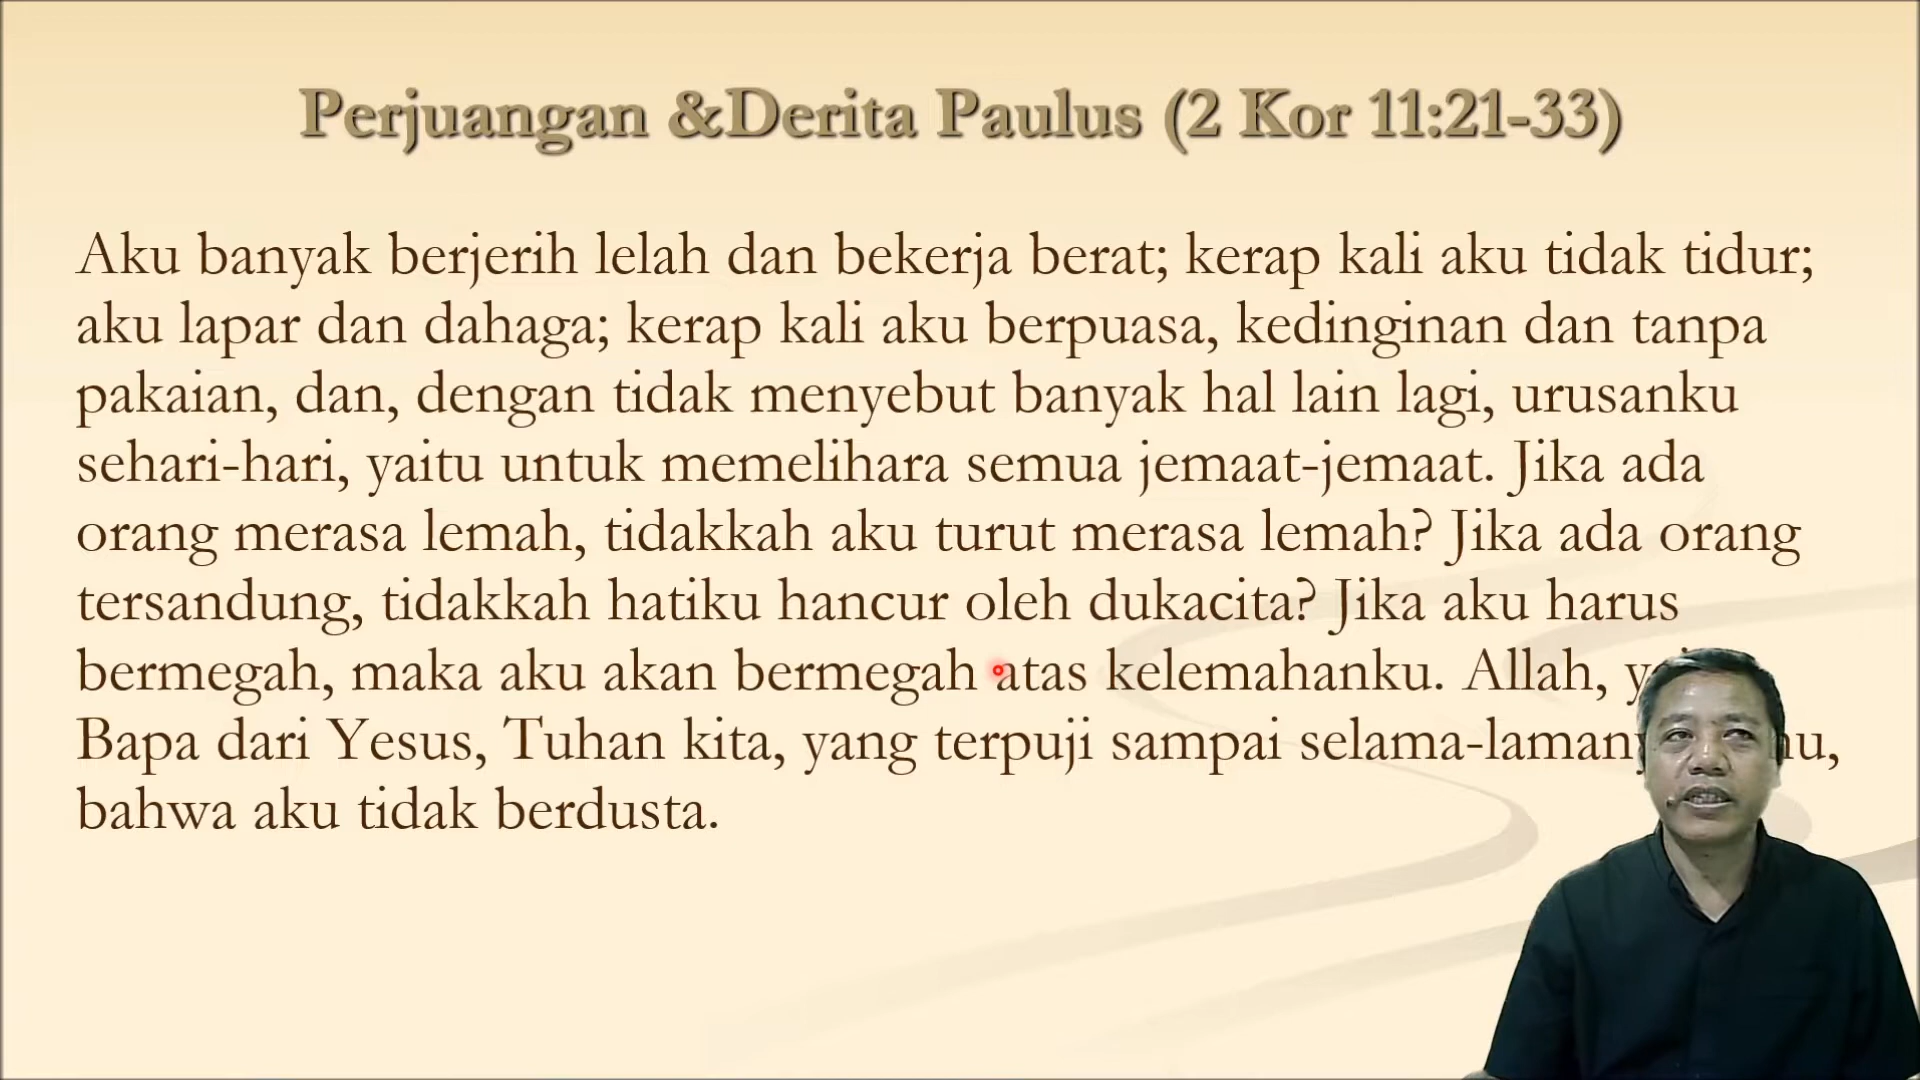 Perjuangan &Derita Paulus (2 Kor 11:21-33)
Aku banyak berjerih lelah dan bekerja berat; kerap kali aku tidak tidur;
aku lapar dan dahaga; kerap kali aku berpuasa, kedinginan dan tanpa
pakaian, dan, dengan tidak menyebut banyak hal lain lagi, urusanku
sehari-hari, yaitu untuk memelihara semua jemaat-jemaat. Jika ada
orang merasa lemah, tidakkah aku turut merasa lemah? Jika ada orang
tersandung, tidakkah hatiku hancur oleh dukacita? Jika aku harus
bermegah, maka aku akan bermegah atas kelemahanku. Allah,
Bapa dari Yesus, Tuhan kita, yang terpuji sampai
bahwa aku tidak berdusta.